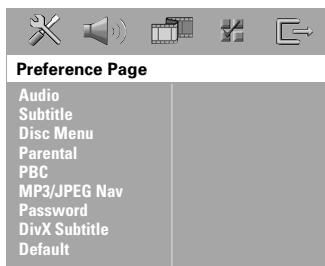 Preference Page
Audio
Subtitle
Disc Menu
Parental
PBC
MP3/JPEG Nav
Password
DivX Subtitle
Default